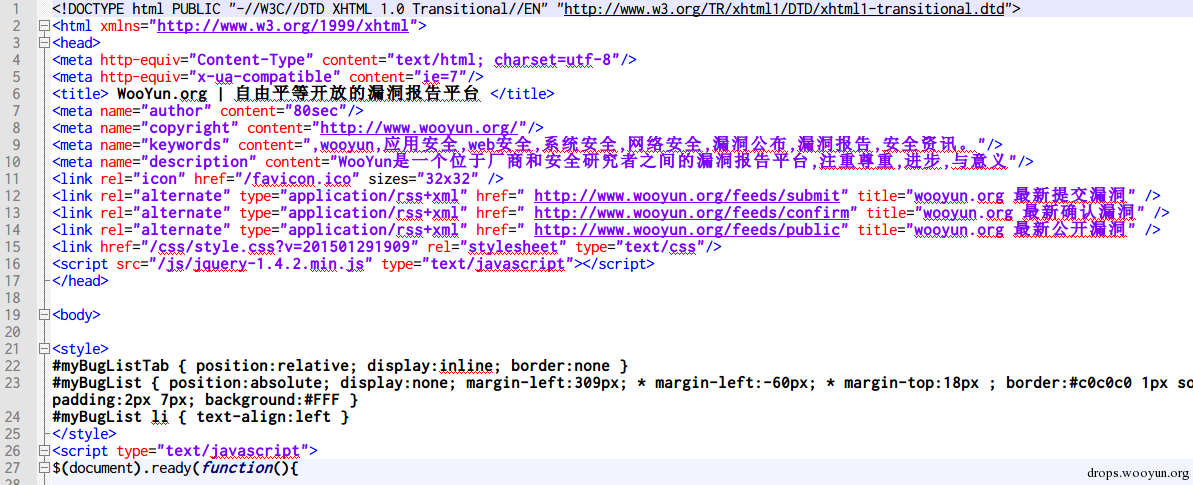 1 <!DOCTYPE html PUBLIC "-//W3C//DTD XHTML 1.0 Transitional//EN" "http://www.w3.org/TR/xhtml1/DTD/xhtml1-transitional.dtd">
2 <html xmlns="http://www.w3.org/1999/xhtml">
3 <head>
4 <meta http-equiv="Content-Type" content="text/html; charset=utf-8"/>
5 <meta http-equiv="x-ua-compatible" content="ie=7"/>
6 <title> WooYun.org | 自由平等开放的漏洞报告平台 </title>
7 <meta name="author" content="80sec"/>
8 <meta name="copyright" content="http://www.wooyun.org/"/>
9 <meta name="keywords" content=",wooyun,应用安全,web安全,系统安全,网络安全,漏洞公布,漏洞报告,安全资讯。"/>
10 <meta name="description" content="WooYun是一个位于厂商和安全研究者之间的漏洞报告平台,注重尊重,进步,与意义"/>
11 <link rel="icon" href="/favicon.ico" sizes="32x32" />
12 <link rel="alternate" type="application/rss+xml" href=" http://www.wooyun.org/feeds/submit" title="wooyun.org 最新提交漏洞" />
13 <link rel="alternate" type="application/rss+xml" href=" http://www.wooyun.org/feeds/confirm" title="wooyun.org 最新确认漏洞" />
14 <link rel="alternate" type="application/rss+xml" href=" http://www.wooyun.org/feeds/public" title="wooyun.org 最新公开漏洞" />
15 <link href="/css/style.css?v=201501291909" rel="stylesheet" type="text/css"/>
16 <script src="/js/jquery-1.4.2.min.js" type="text/javascript"></script>
17 </head>
18
19 <body>
20
21 <style>
22 #myBugListTab { position:relative; display:inline; border:none }
23 #myBugList { position:absolute; display:none; margin-left:309px; * margin-left:-60px; * margin-top:18px ; border:#c0c0c0 1px so
padding:2px 7px; background:#FFF }
24 #myBugList li { text-align:left }
25 </style>
26 <script type="text/javascript">
27 $(document).ready(function(){
28
drops.wooyun.org